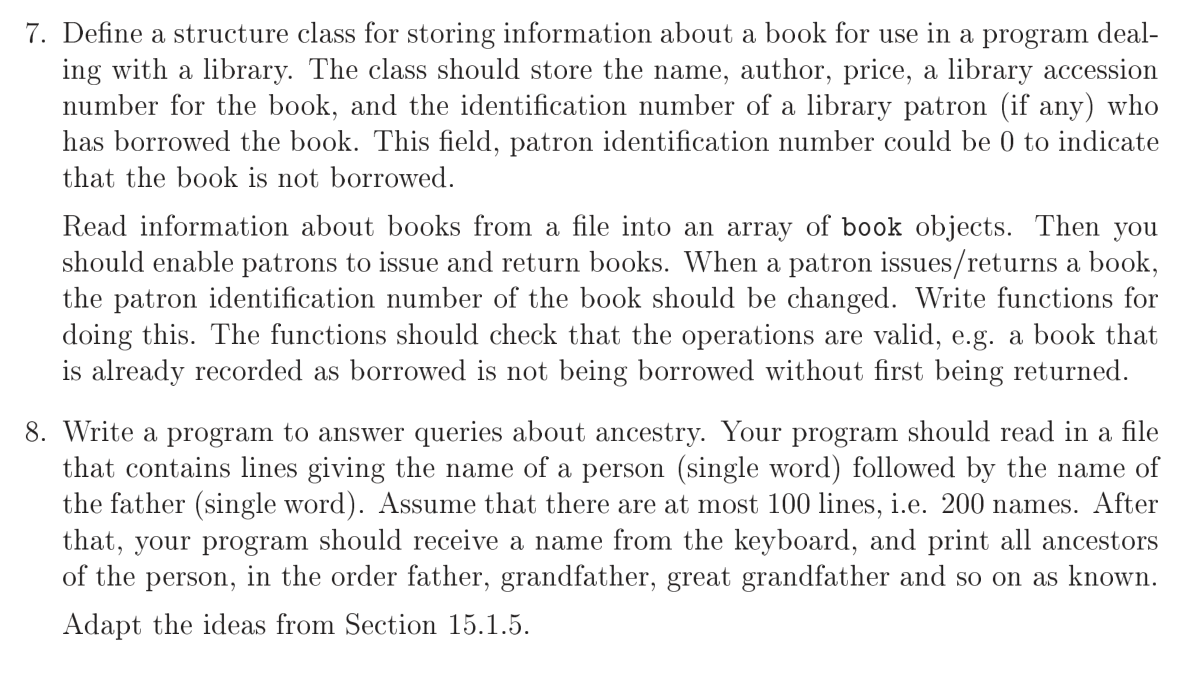 7. Define a structure class for storing information about a book for use in a program deal-
ing with a library. The class should store the name, author, price, a library accession
number for the book, and the identification number of a library patron (if any) who
has borrowed the book. This field, patron identification number could be 0 to indicate
that the book is not borrowed.
Read information about books from a file into an array of book objects. Then you
should enable patrons to issue and return books. When a patron issues/returns a book,
the patron identification number of the book should be changed. Write functions for
doing this. The functions should check that the operations are valid, e.g. a book that
is already recorded as borrowed is not being borrowed without first being returned.
8. Write a program to answer queries about ancestry. Your program should read in a file
that contains lines giving the name of a person (single word) followed by the name of
the father (single word). Assume that there are at most 100 lines, i.e. 200 names. After
that, your program should receive a name from the keyboard, and print all ancestors
of the person, in the order father, grandfather, great grandfather and so on as known.
Adapt the ideas from Section 15.1.5.